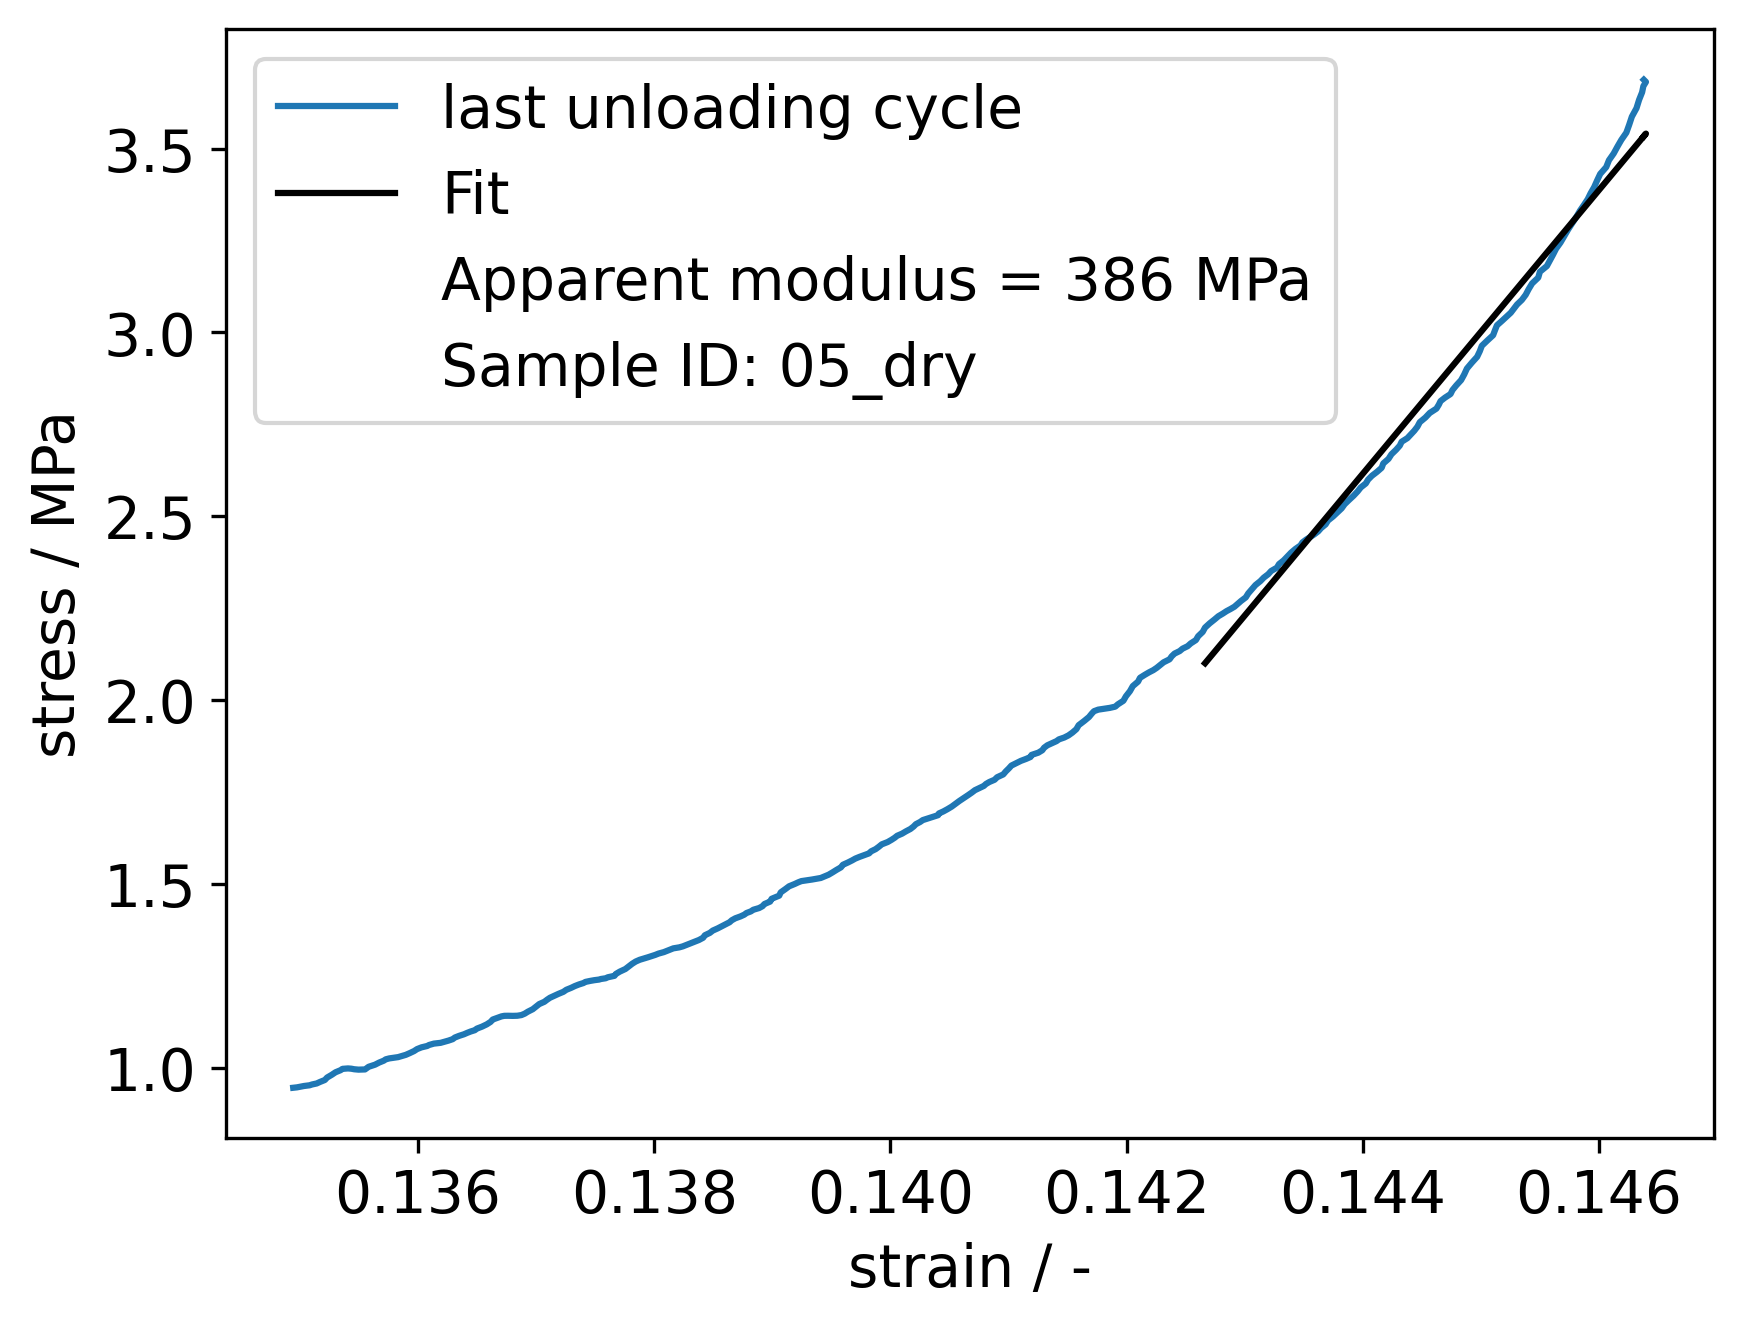 last unloading cycle
Fit
Apparent modulus = 386 MPa
Sample ID: 05_dry
stress / MPa
3.5
3.0
2.5
2.0
1.5
1.0
0.136 0.138 0.140 0.142 0.144 0.146
strain / -